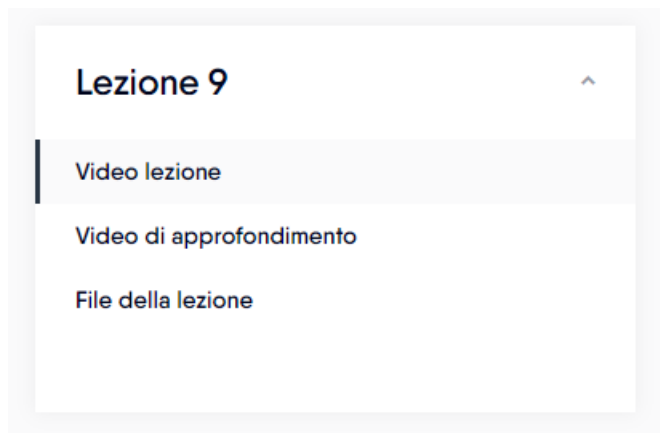 Lezione 9
Video lezione
Video di approfondimento
File della lezione